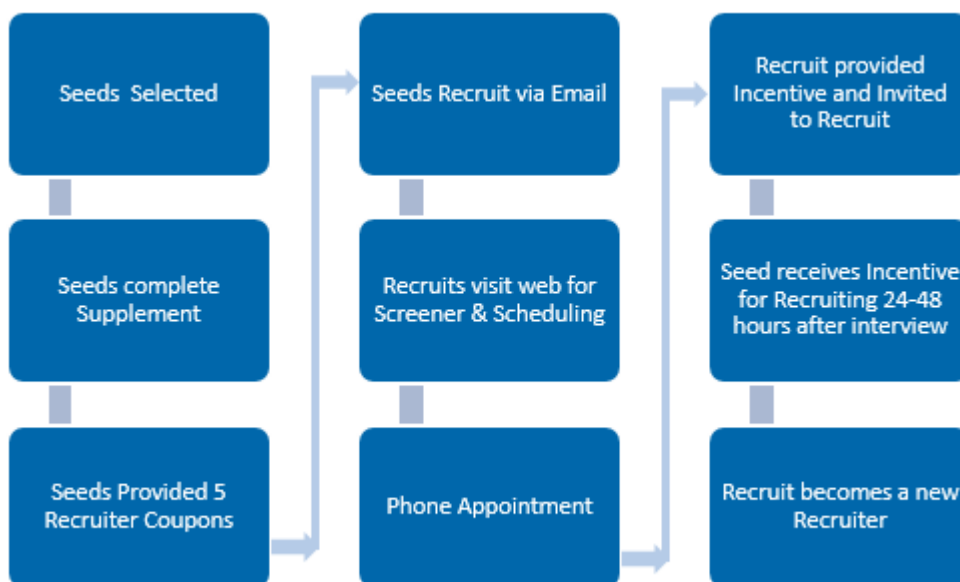 Seeds Selected
Seeds complete
Supplement
Seeds Provided 5
Recruiter Coupons
Seeds Recruit via Email
Recruits visit web for
Screener & Scheduling
Phone Appointment
Recruit provided
Incentive and Invited
to Recruit
Seed receives Incentive
for Recruiting 24-48
hours after interview
Recruit becomes a new
Recruiter